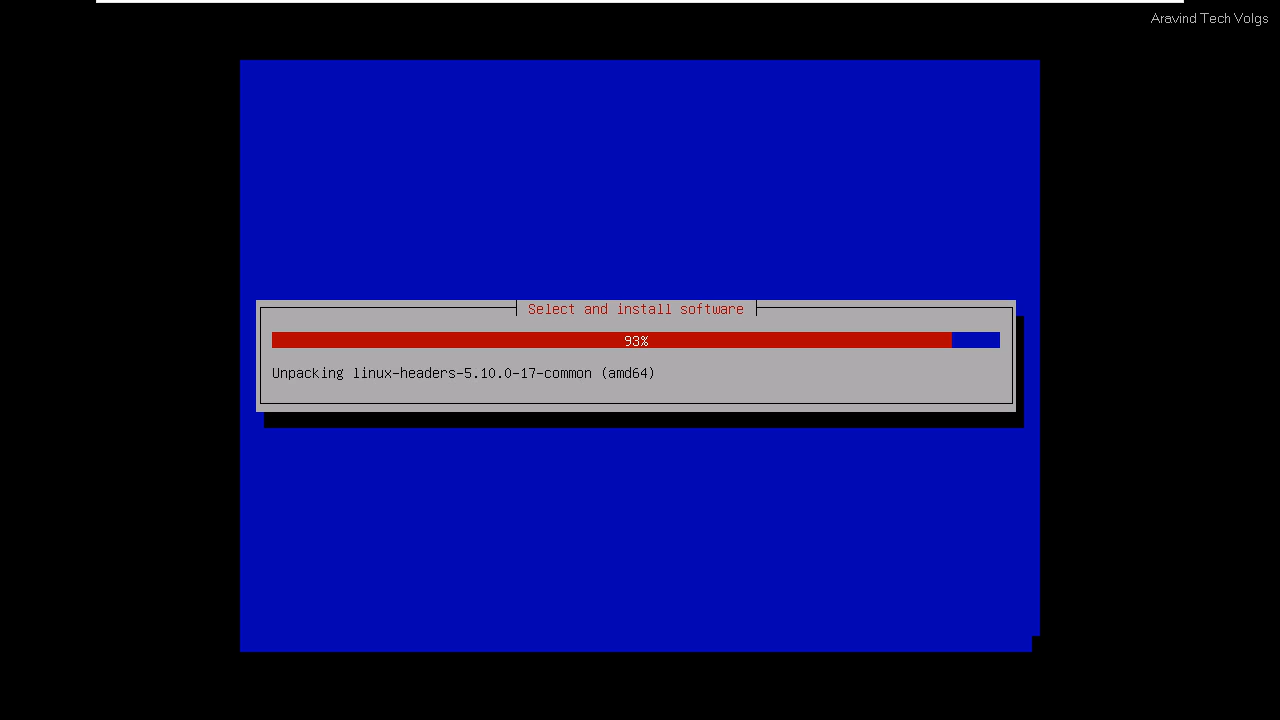 Aravind Tech Volgs
Select and install software
93%
Unpacking linux-headers-5.10.0-17-common (amd64)